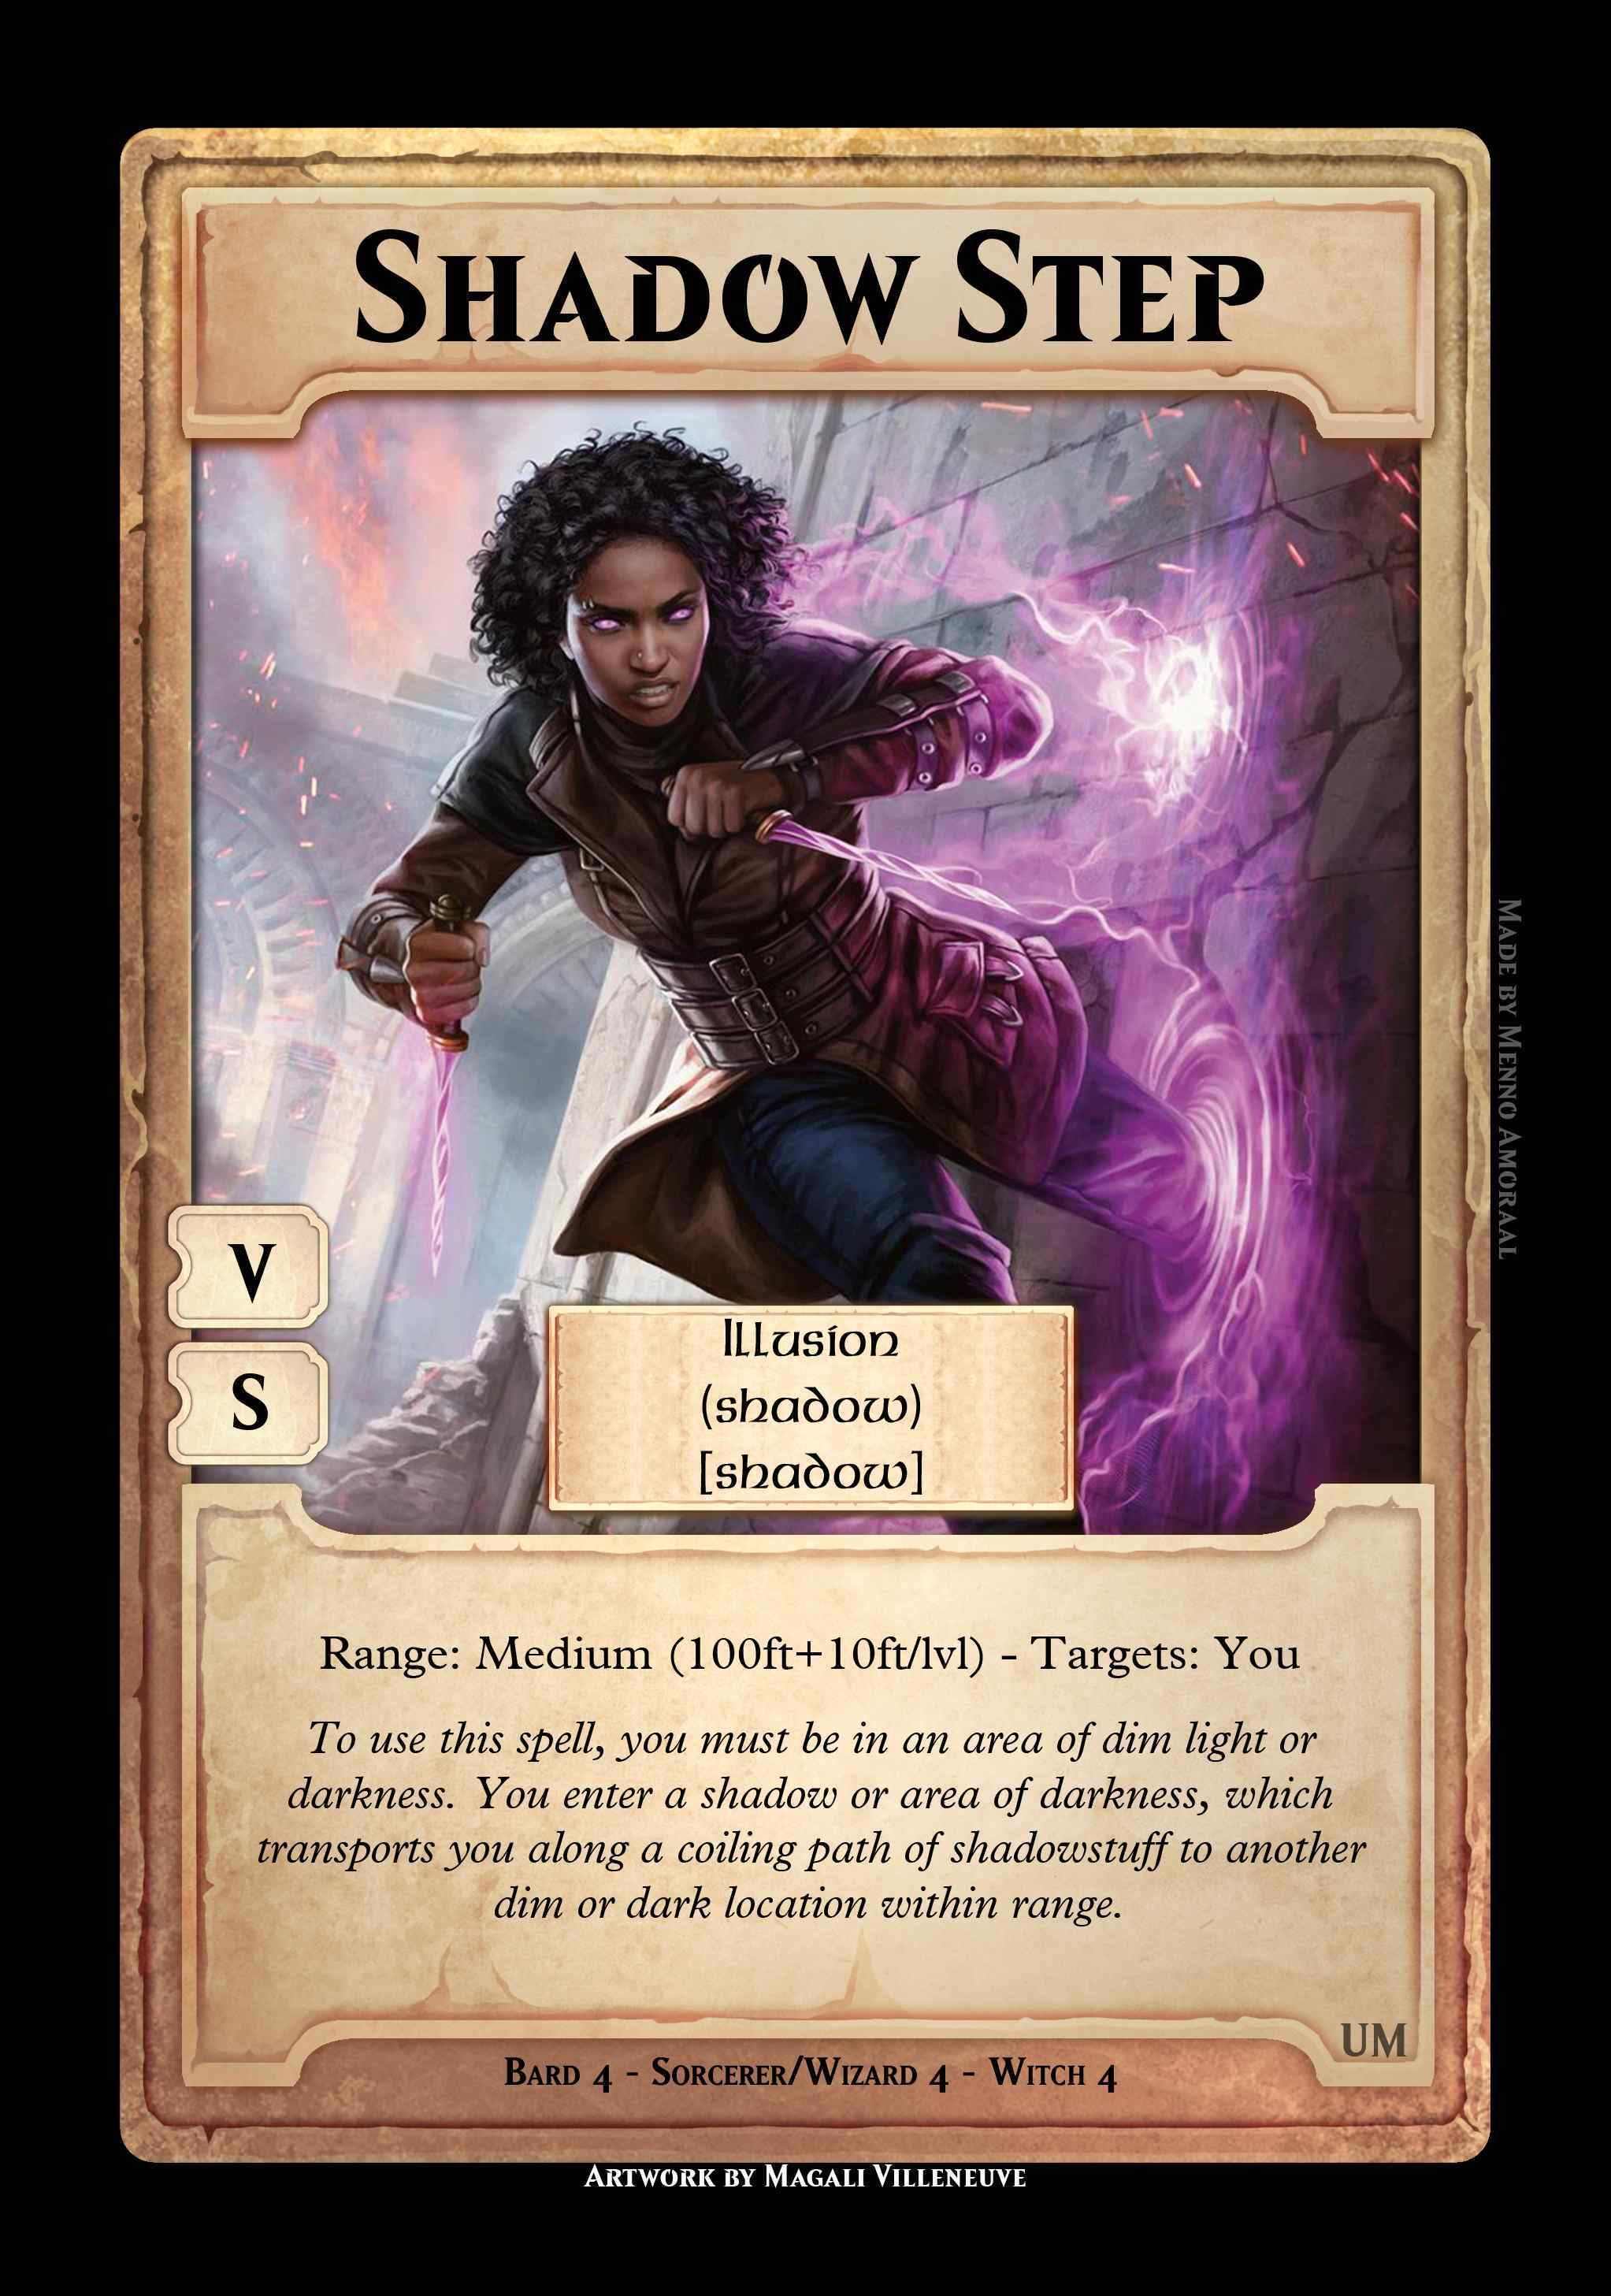 Shadow Step
V
S
Illusion
(shadow)
[shadow]
Range: Medium (100ft+10ft/lvl) - Targets: You
To use this spell, you must be in an area of dim light or
darkness. You enter a shadow or area of darkness, which
transports you along a coiling path of shadowstuff to another
dim or dark location within range.
UM
Bard 4 - Sorcerer/Wizard 4 - Witch 4
Artwork by Magali Villeneuve
Made by Menno Amoraal